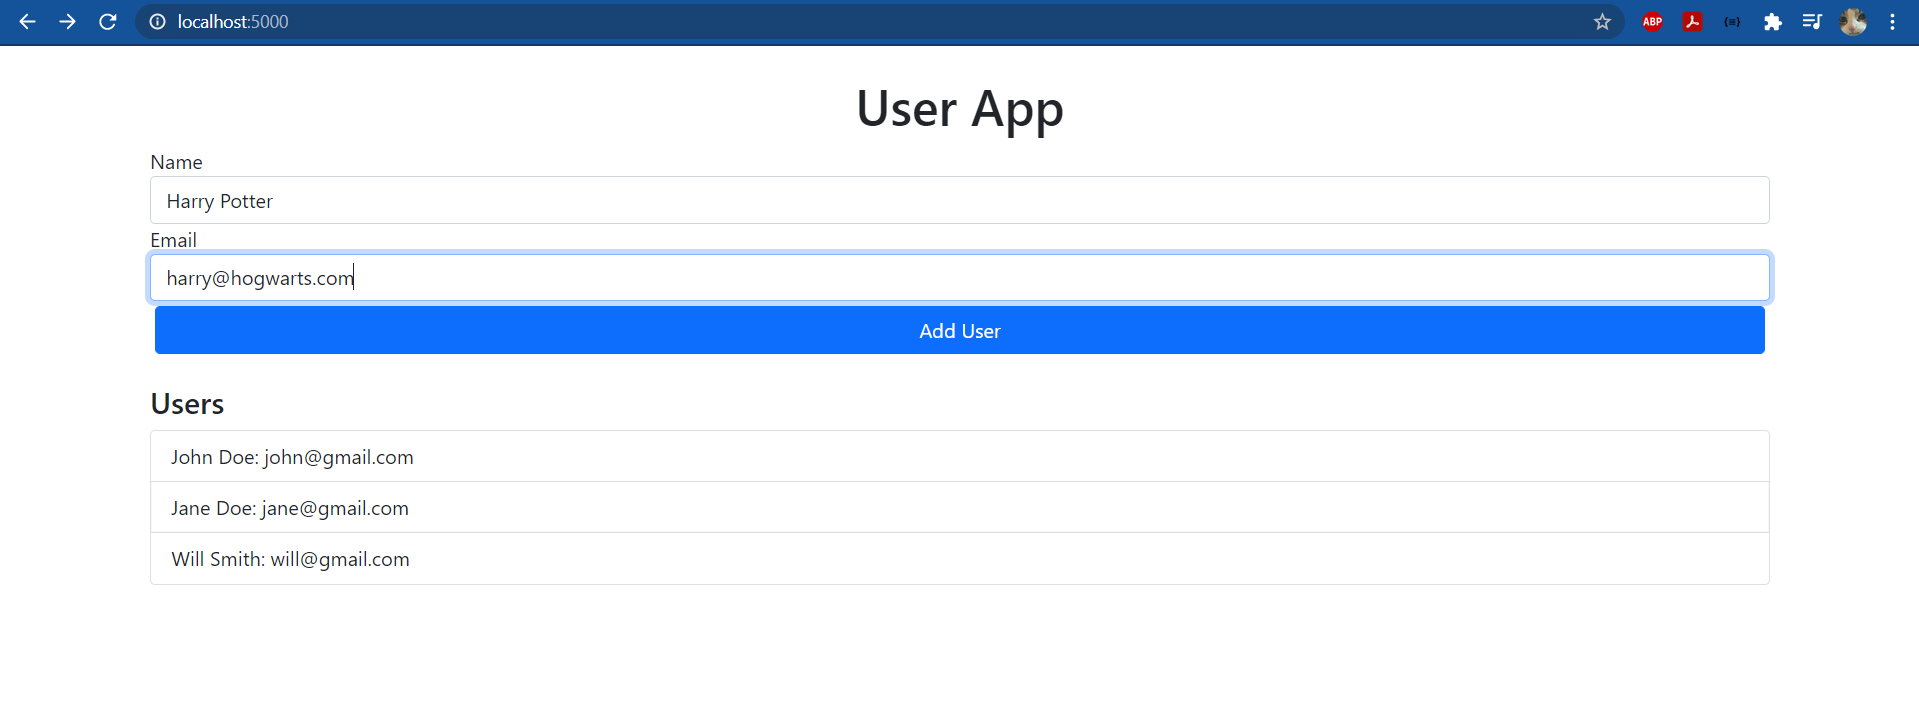 localhost:5000
ABP
User App
Name
Harry Potter
Email
harry@hogwarts.com
Add User
Users
John Doe: john@gmail.com
Jane Doe: jane@gmail.com
Will Smith: will@gmail.com